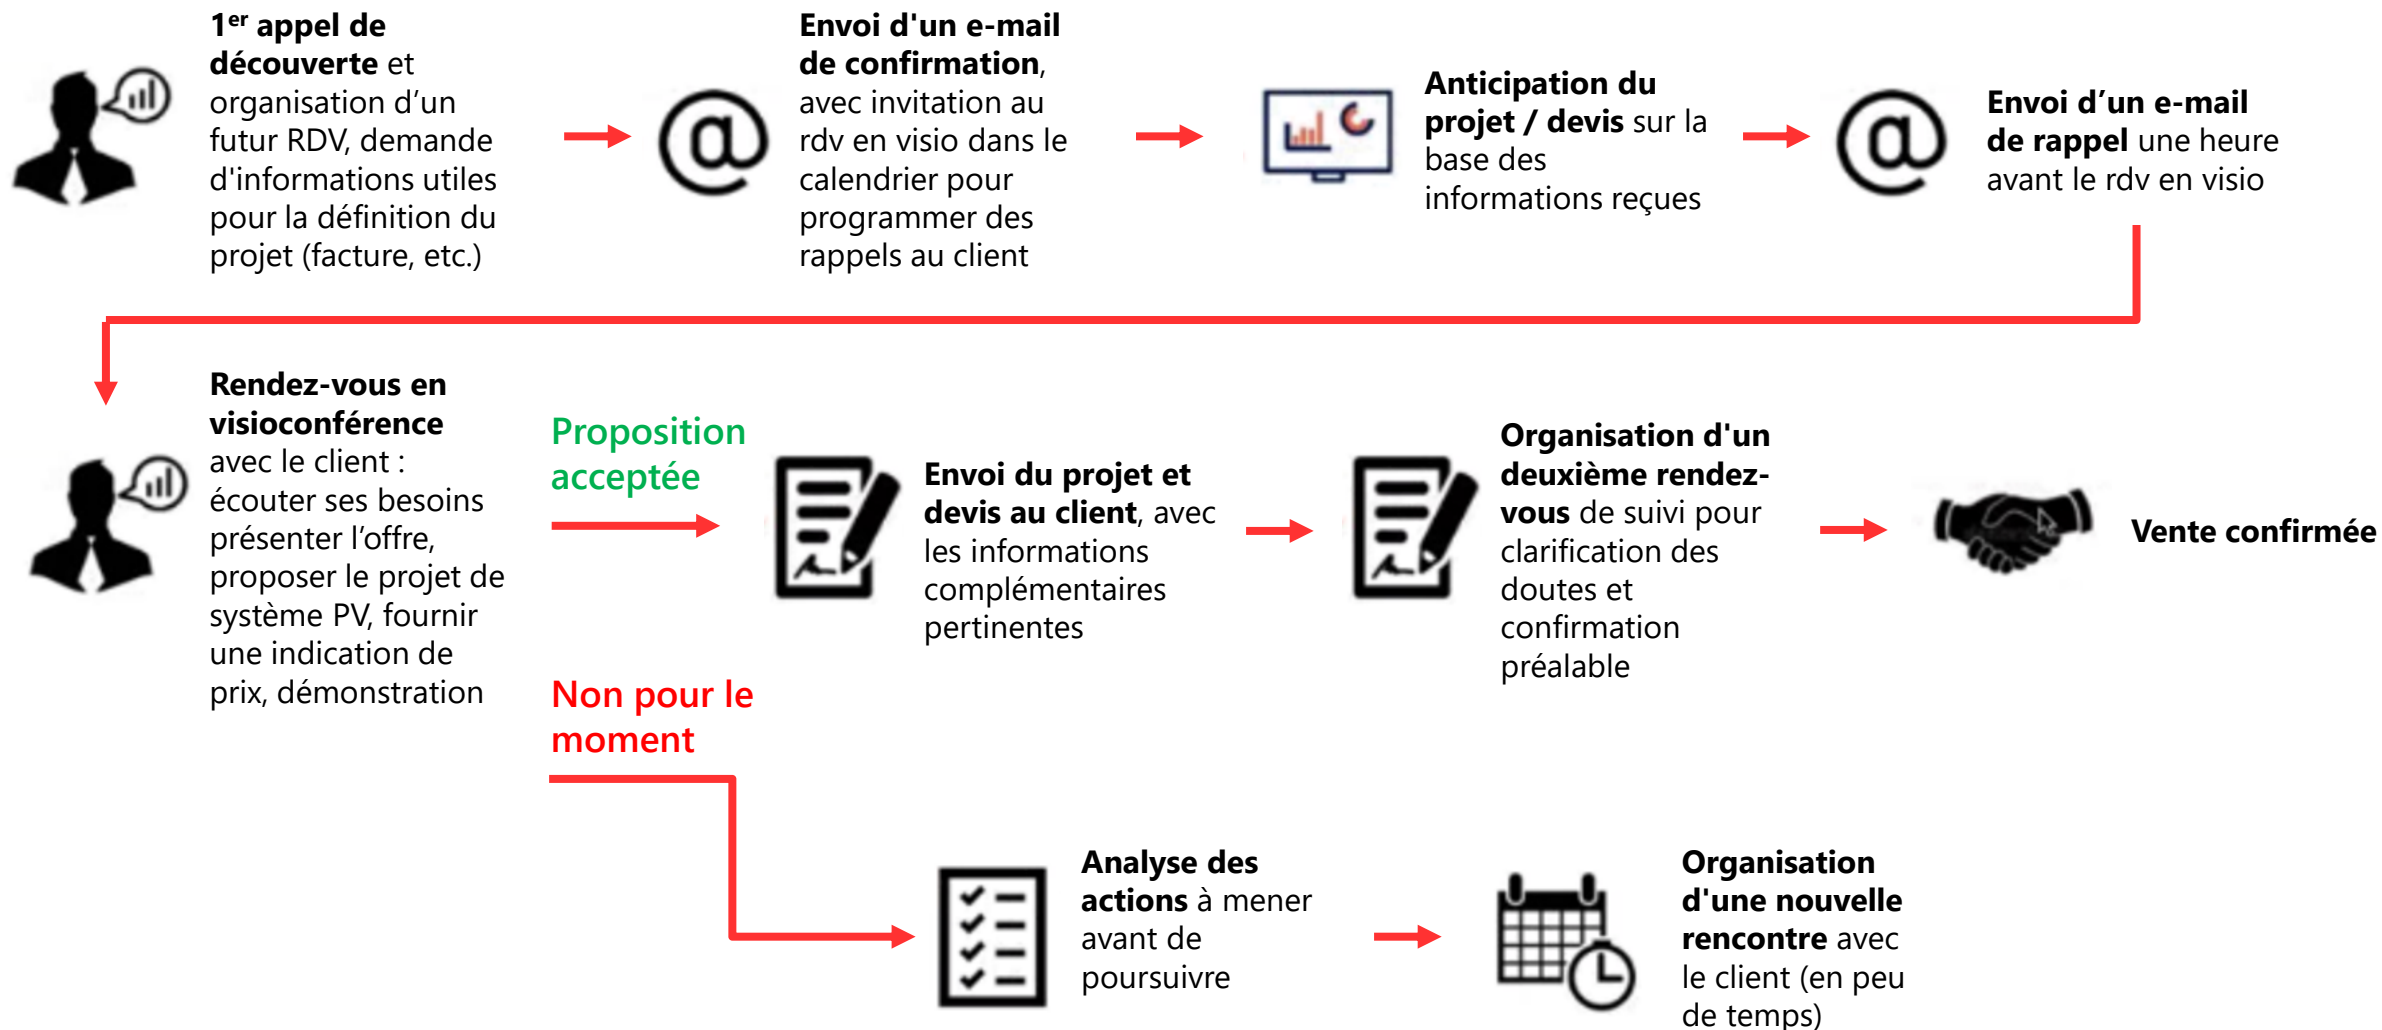 1er appel de
découverte et
organisation d’un
futur RDV, demande
d'informations utiles
pour la définition du
projet (facture, etc.)
Envoi d'un e-mail
de confirmation,
avec invitation au
rdv en visio dans le
calendrier pour
programmer des
rappels au client
Anticipation du
projet / devis sur la
base des
informations reçues
Envoi d’un e-mail
de rappel une heure
avant le rdv en visio
Rendez-vous en
visioconférence
avec le client :
écouter ses besoins
présenter l’offre,
proposer le projet de
système PV, fournir
une indication de
prix, démonstration
Proposition
acceptée
Envoi du projet et
devis au client, avec
les informations
complémentaires
pertinentes
Organisation d'un
deuxième rendez-
vous de suivi pour
clarification des
doutes et
confirmation
préalable
Vente confirmée
Non pour le
moment
Analyse des
actions à mener
avant de
poursuivre
Organisation
d'une nouvelle
rencontre avec
le client (en peu
de temps)